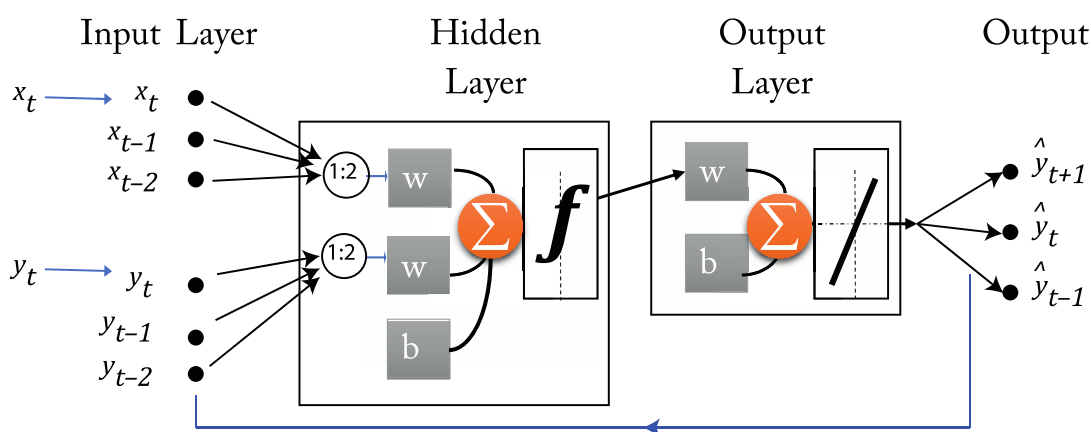 Input Layer
Hidden Layer
Output Layer
Output
x_t
x_t
x_{t–1}
x_{t–2}
y_t
y_t
y_{t–1}
y_{t–2}
1:2
1:2
w
w
b
Σ
f
w
b
Σ
ŷ_{t+1}
ŷ_t
ŷ_{t–1}